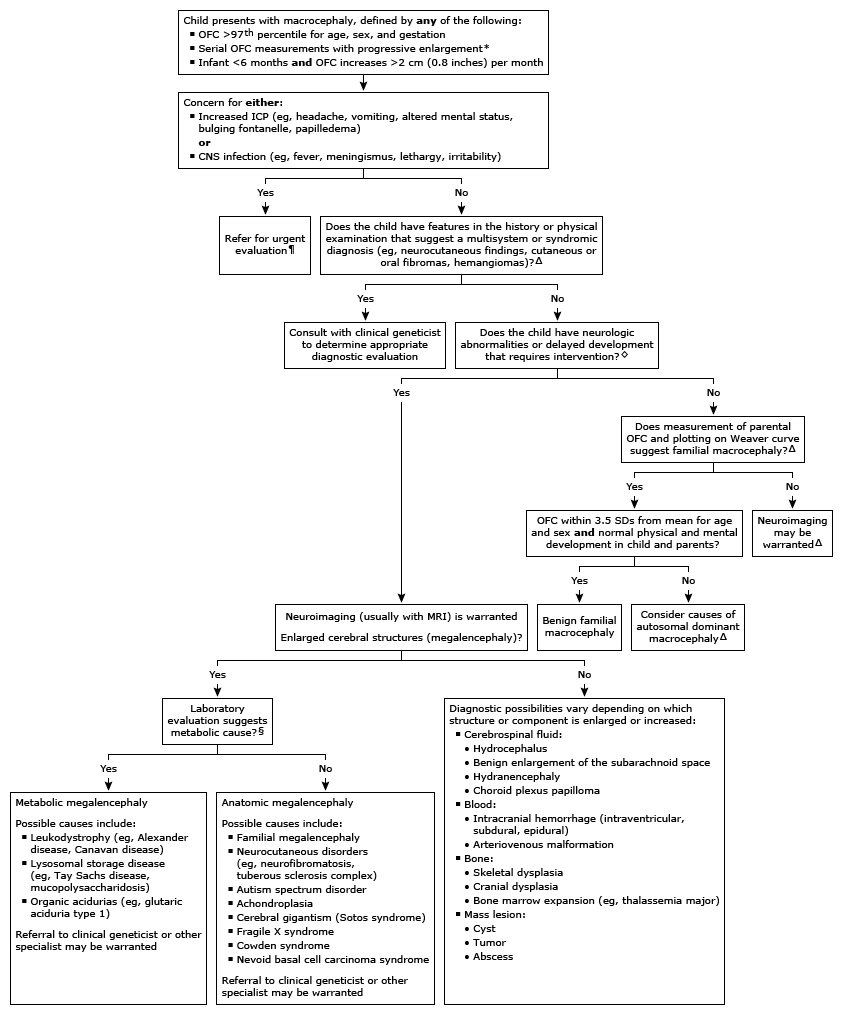 Child presents with macrocephaly, defined by any of the following:
▪ OFC >97th percentile for age, sex, and gestation
▪ Serial OFC measurements with progressive enlargement*
▪ Infant <6 months and OFC increases >2 cm (0.8 inches) per month
Concern for either:
▪ Increased ICP (eg, headache, vomiting, altered mental status,
bulging fontanelle, papilledema)
or
▪ CNS infection (eg, fever, meningismus, lethargy, irritability)
Yes
No
Refer for urgent
evaluation¶
Does the child have features in the history or physical
examination that suggest a multisystem or syndromic
diagnosis (eg, neurocutaneous findings, cutaneous or
oral fibromas, hemangiomas)?Δ
Yes
No
Consult with clinical geneticist
to determine appropriate
diagnostic evaluation
Does the child have neurologic
abnormalities or delayed development
that requires intervention?◊
Yes
No
Does measurement of parental
OFC and plotting on Weaver curve
suggest familial macrocephaly?Δ
Yes
No
OFC within 3.5 SDs from mean for age
and sex and normal physical and mental
development in child and parents?
Neuroimaging
may be
warrantedΔ
Yes
No
Neuroimaging (usually with MRI) is warranted
Enlarged cerebral structures (megalencephaly)?
Benign familial
macrocephaly
Consider causes of
autosomal dominant
macrocephalyΔ
Yes
No
Laboratory
evaluation suggests
metabolic cause?§
Yes
No
Metabolic megalencephaly
Possible causes include:
▪ Leukodystrophy (eg, Alexander
disease, Canavan disease)
▪ Lysosomal storage disease
(eg, Tay Sachs disease,
mucopolysaccharidosis)
▪ Organic acidurias (eg, glutaric
aciduria type 1)
Referral to clinical geneticist or other
specialist may be warranted
Anatomic megalencephaly
Possible causes include:
▪ Familial megalencephaly
▪ Neurocutaneous disorders
(eg, neurofibromatosis,
tuberous sclerosis complex)
▪ Autism spectrum disorder
▪ Achondroplasia
▪ Cerebral gigantism (Sotos syndrome)
▪ Fragile X syndrome
▪ Cowden syndrome
▪ Nevoid basal cell carcinoma syndrome
Referral to clinical geneticist or other
specialist may be warranted
Diagnostic possibilities vary depending on which
structure or component is enlarged or increased:
▪ Cerebrospinal fluid:
• Hydrocephalus
• Benign enlargement of the subarachnoid space
• Hydranencephaly
• Choroid plexus papilloma
▪ Blood:
• Intracranial hemorrhage (intraventricular,
subdural, epidural)
• Arteriovenous malformation
▪ Bone:
• Skeletal dysplasia
• Cranial dysplasia
• Bone marrow expansion (eg, thalassemia major)
▪ Mass lesion:
• Cyst
• Tumor
• Abscess